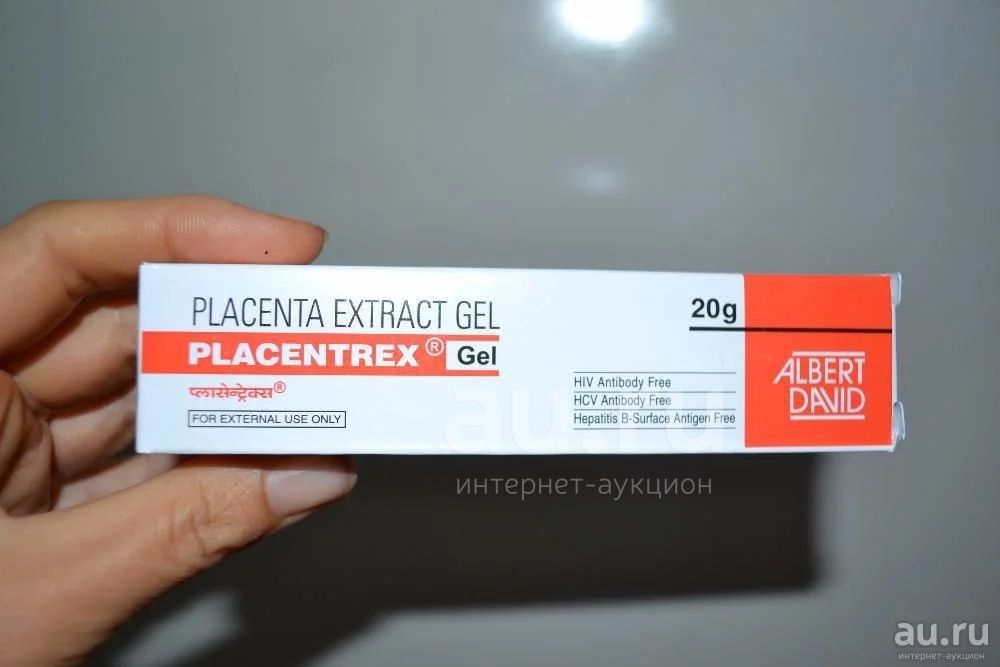 PLACENTA EXTRACT GEL
PLACENTREX® Gel
प्लासेन्ट्रेक्स®
FOR EXTERNAL USE ONLY
20g
HIV Antibody Free
HCV Antibody Free
Hepatitis B-Surface Antigen Free
ALBERT
DAVID
au.ru
интернет-аукцион
au.ru
интернет-аукцион